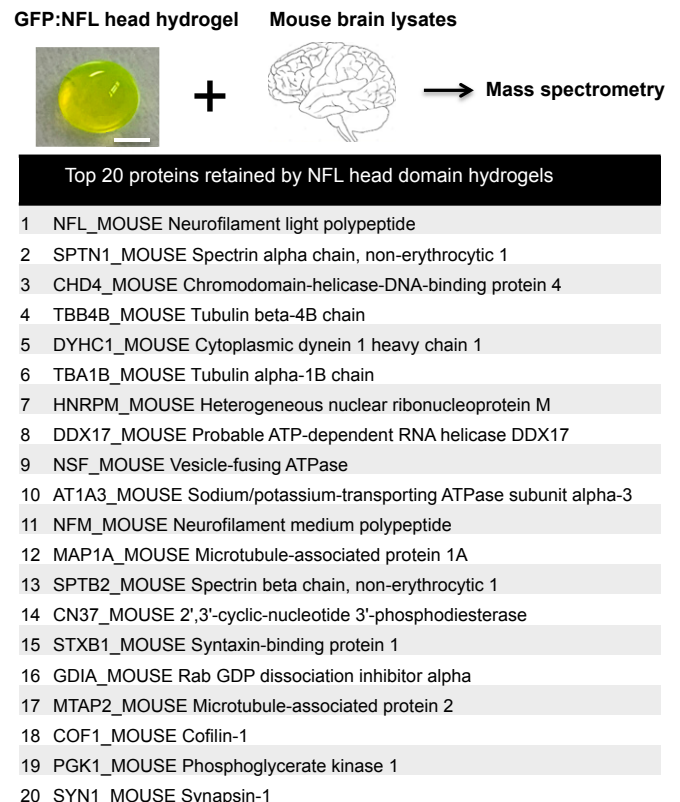 GFP:NFL head hydrogel Mouse brain lysates
+
Mass spectrometry
Top 20 proteins retained by NFL head domain hydrogels
1 NFL_MOUSE Neurofilament light polypeptide
2 SPTN1_MOUSE Spectrin alpha chain, non-erythrocytic 1
3 CHD4_MOUSE Chromodomain-helicase-DNA-binding protein 4
4 TBB4B_MOUSE Tubulin beta-4B chain
5 DYHC1_MOUSE Cytoplasmic dynein 1 heavy chain 1
6 TBA1B_MOUSE Tubulin alpha-1B chain
7 HNRPM_MOUSE Heterogeneous nuclear ribonucleoprotein M
8 DDX17_MOUSE Probable ATP-dependent RNA helicase DDX17
9 NSF_MOUSE Vesicle-fusing ATPase
10 AT1A3_MOUSE Sodium/potassium-transporting ATPase subunit alpha-3
11 NFM_MOUSE Neurofilament medium polypeptide
12 MAP1A_MOUSE Microtubule-associated protein 1A
13 SPTB2_MOUSE Spectrin beta chain, non-erythrocytic 1
14 CN37_MOUSE 2',3'-cyclic-nucleotide 3'-phosphodiesterase
15 STXB1_MOUSE Syntaxin-binding protein 1
16 GDIA_MOUSE Rab GDP dissociation inhibitor alpha
17 MTAP2_MOUSE Microtubule-associated protein 2
18 COF1_MOUSE Cofilin-1
19 PGK1_MOUSE Phosphoglycerate kinase 1
20 SYN1_MOUSE Synapsin-1